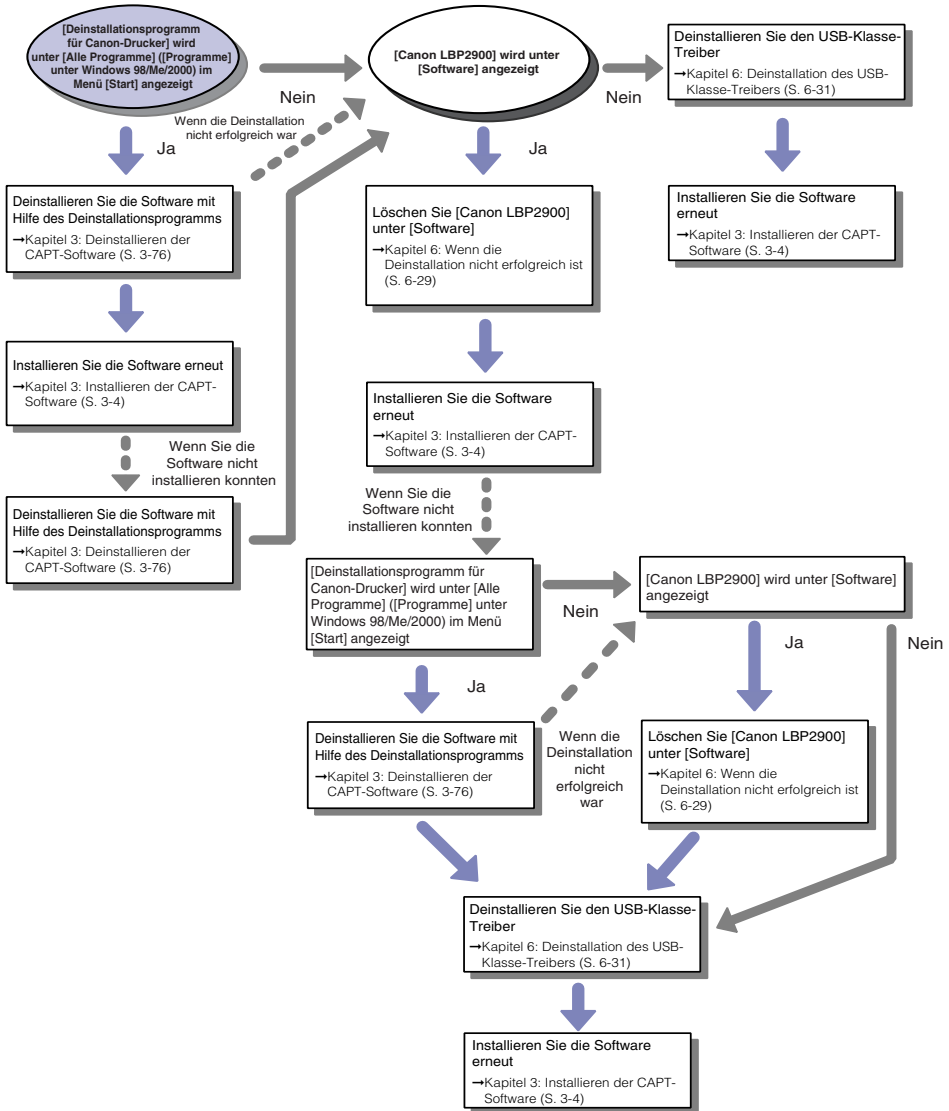 [Deinstallationsprogramm
für Canon-Drucker] wird
unter [Alle Programme] ([Programme]
unter Windows 98/Me/2000) im
Menü [Start] angezeigt
Nein
Wenn die Deinstallation
nicht erfolgreich war
Ja
[Canon LBP2900] wird unter
[Software] angezeigt
Nein
Ja
Deinstallieren Sie den USB-Klasse-
Treiber
→Kapitel 6: Deinstallation des USB-
Klasse-Treibers (S. 6-31)
Installieren Sie die Software
erneut
→Kapitel 3: Installieren der CAPT-
Software (S. 3-4)
Deinstallieren Sie die Software mit
Hilfe des Deinstallationsprogramms
→Kapitel 3: Deinstallieren der
CAPT-Software (S. 3-76)
Installieren Sie die Software erneut
→Kapitel 3: Installieren der CAPT-
Software (S. 3-4)
Wenn Sie die
Software nicht
installieren konnten
Deinstallieren Sie die Software mit
Hilfe des Deinstallationsprogramms
→Kapitel 3: Deinstallieren der
CAPT-Software (S. 3-76)
Löschen Sie [Canon LBP2900]
unter [Software]
→Kapitel 6: Wenn die
Deinstallation nicht erfolgreich ist
(S. 6-29)
Installieren Sie die Software
erneut
→Kapitel 3: Installieren der CAPT-
Software (S. 3-4)
Wenn Sie die
Software nicht
installieren konnten
[Deinstallationsprogramm für
Canon-Drucker] wird unter [Alle
Programme] ([Programme] unter
Windows 98/Me/2000) im Menü
[Start] angezeigt
Nein
Ja
[Canon LBP2900] wird unter [Software]
angezeigt
Ja
Nein
Deinstallieren Sie die Software mit
Hilfe des Deinstallationsprogramms
→Kapitel 3: Deinstallieren der
CAPT-Software (S. 3-76)
Wenn die
Deinstallation
nicht
erfolgreich
war
Löschen Sie [Canon LBP2900]
unter [Software]
→Kapitel 6: Wenn die
Deinstallation nicht erfolgreich ist
(S. 6-29)
Deinstallieren Sie den USB-Klasse-
Treiber
→Kapitel 6: Deinstallation des USB-
Klasse-Treibers (S. 6-31)
Installieren Sie die Software
erneut
→Kapitel 3: Installieren der CAPT-
Software (S. 3-4)